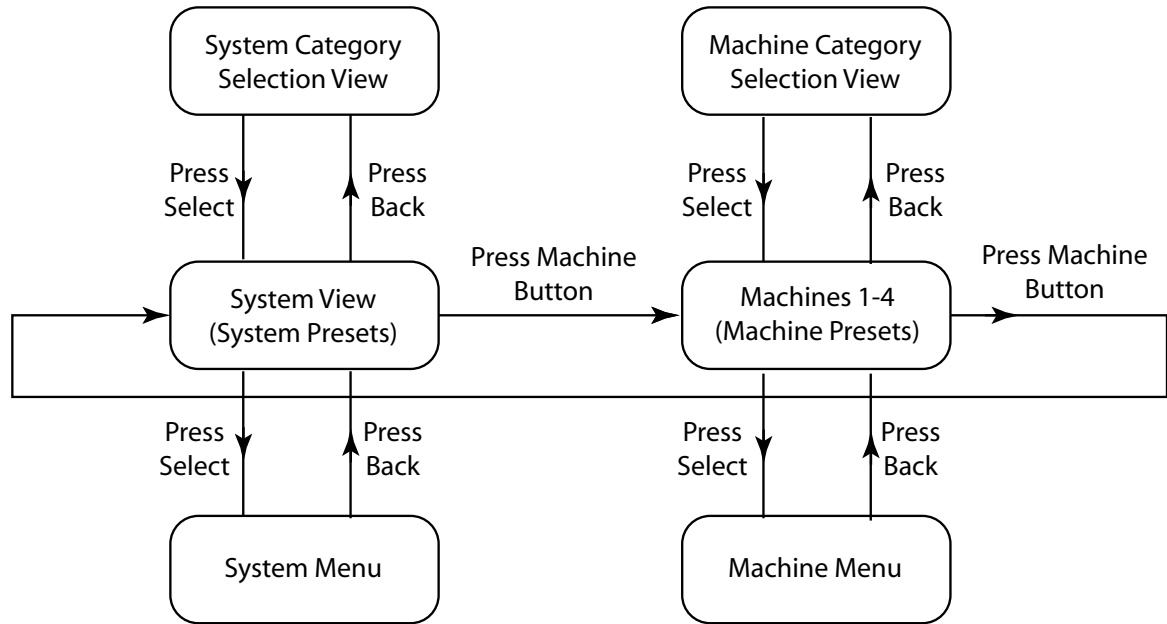 System Category
Selection View
Machine Category
Selection View
Press
Select
Press
Back
Press
Select
Press
Back
System View
(System Presets)
Press Machine
Button
Machines 1-4
(Machine Presets)
Press Machine
Button
Press
Select
Press
Back
Press
Select
Press
Back
System Menu
Machine Menu